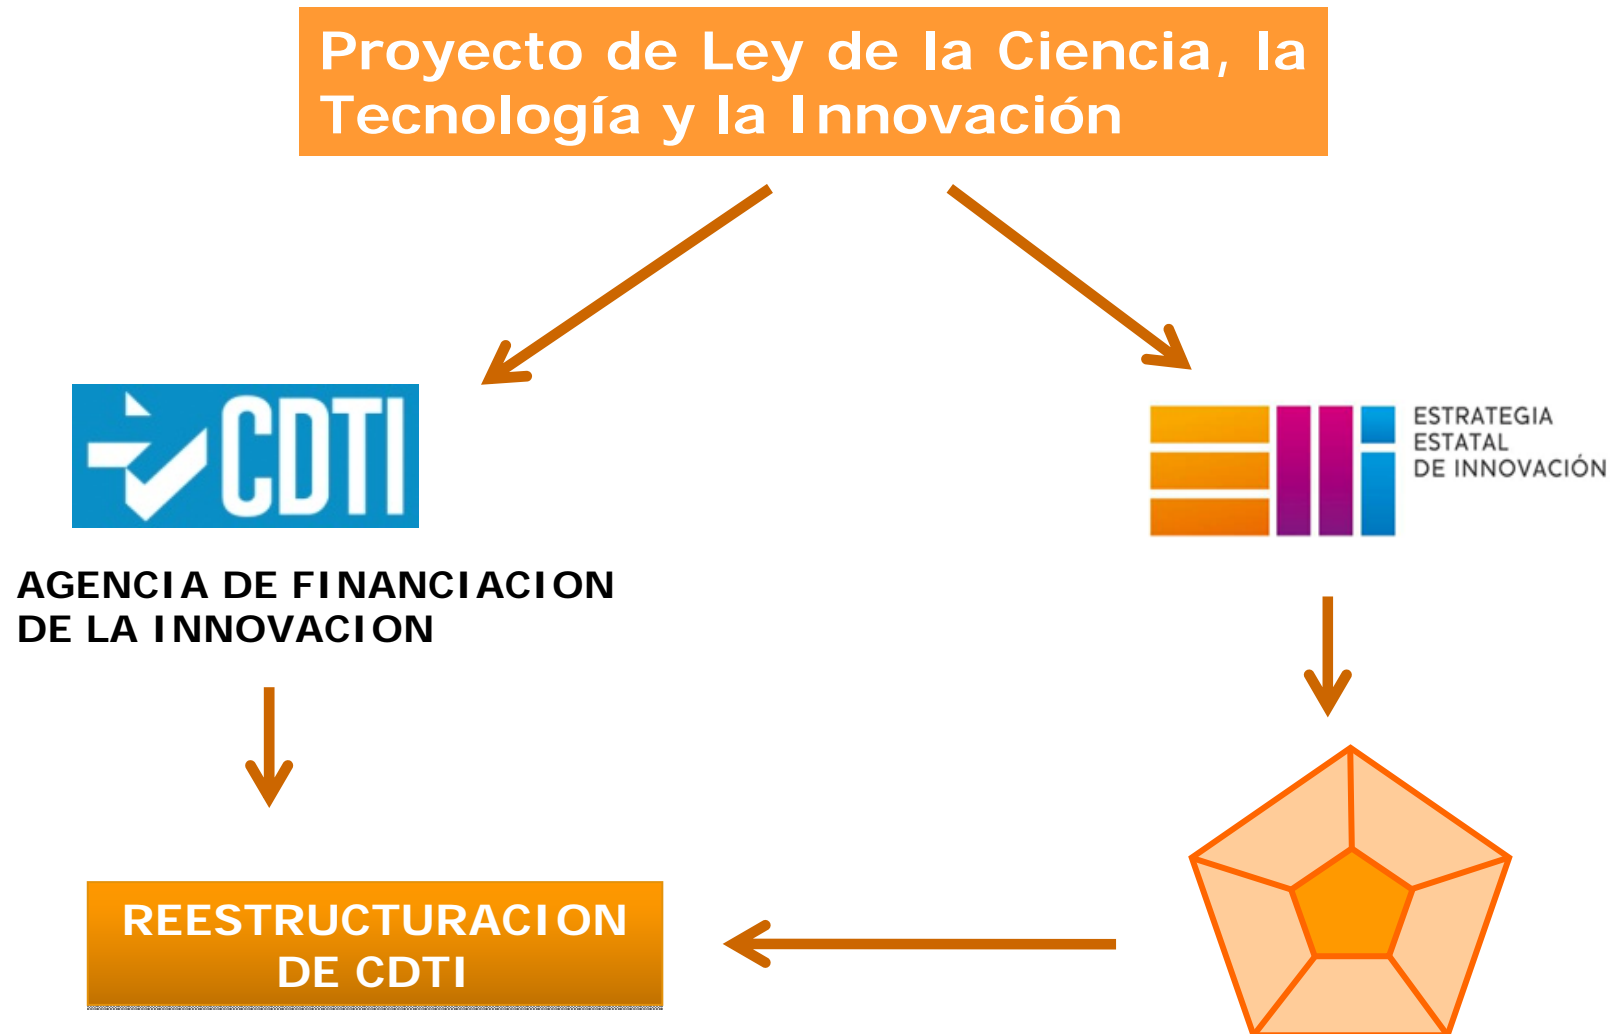 Proyecto de Ley de la Ciencia, la
Tecnología y la Innovación
CDTI
ESTRATEGIA
ESTATAL
DE INNOVACIÓN
AGENCIA DE FINANCIACION
DE LA INNOVACION
REESTRUCTURACION
DE CDTI